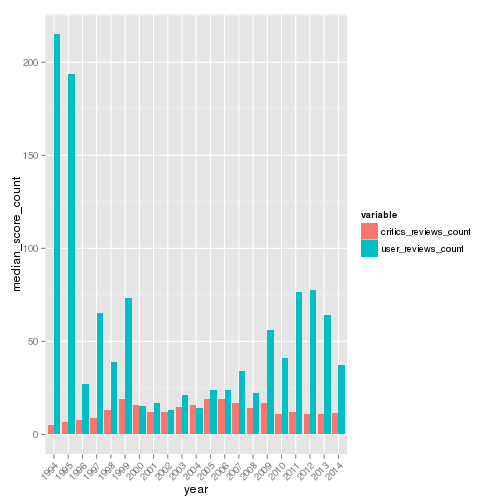 median_score_count
200
150
100
50
0
1994 1995 1996 1997 1998 1999 2000 2001 2002 2003 2004 2005 2006 2007 2008 2009 2010 2011 2012 2013 2014
year
variable
critics_reviews_count
user_reviews_count